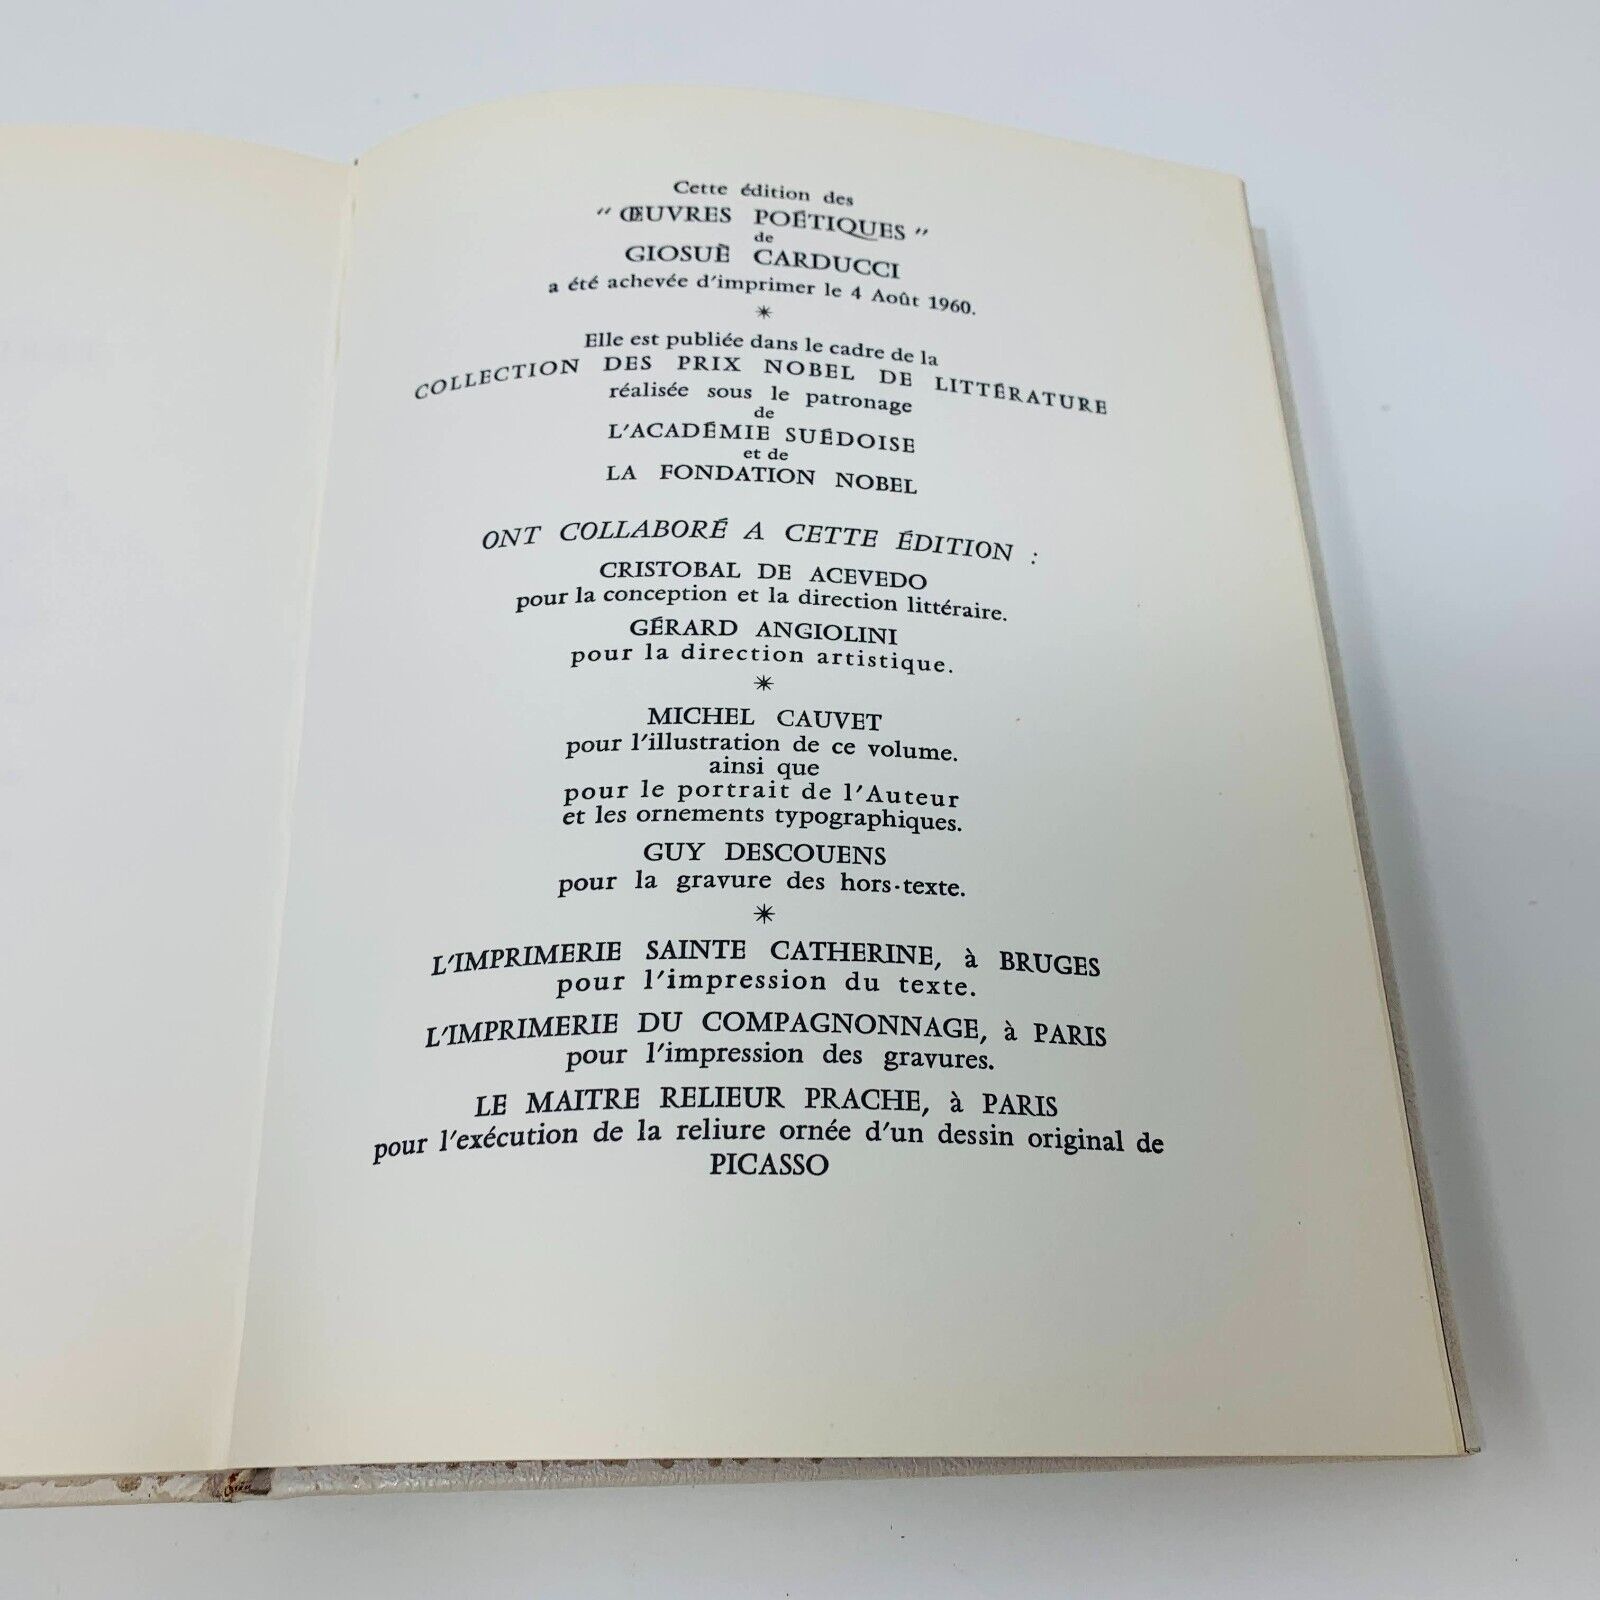 Cette édition des
" ŒUVRES POÉTIQUES "
de
GIOSUÈ CARDUCCI
a été achevée d'imprimer le 4 Août 1960.
*
Elle est publiée dans le cadre de la
COLLECTION DES PRIX NOBEL DE LITTÉRATURE
réalisée sous le patronage
de
L'ACADÉMIE SUÉDOISE
et de
LA FONDATION NOBEL
ONT COLLABORÉ A CETTE ÉDITION :
CRISTOBAL DE ACEVEDO
pour la conception et la direction littéraire.
GÉRARD ANGIOLINI
pour la direction artistique.
*
MICHEL CAUVET
pour l'illustration de ce volume.
ainsi que
pour le portrait de l'Auteur
et les ornements typographiques.
GUY DESCOUENS
pour la gravure des hors-texte.
*
L'IMPRIMERIE SAINTE CATHERINE, à BRUGES
pour l'impression du texte.
L'IMPRIMERIE DU COMPAGNONNAGE, à PARIS
pour l'impression des gravures.
LE MAITRE RELIEUR PRACHE, à PARIS
pour l'exécution de la reliure ornée d'un dessin original de
PICASSO